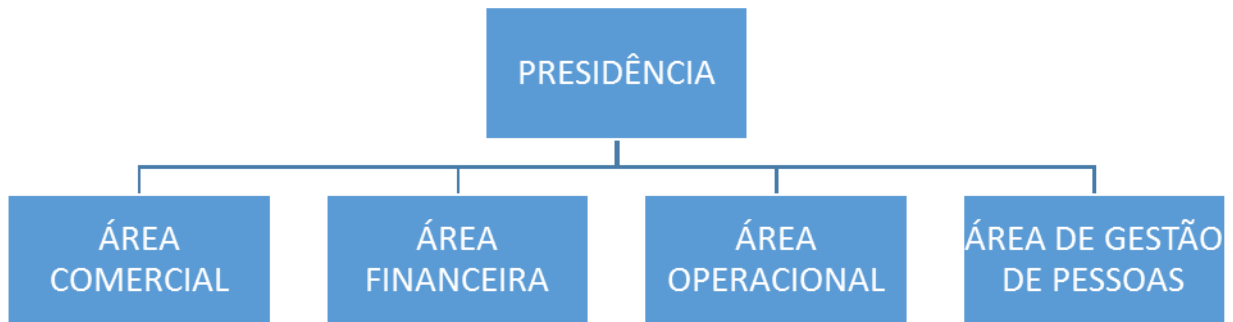 PRESIDÊNCIA
ÁREA
COMERCIAL
ÁREA
FINANCEIRA
ÁREA
OPERACIONAL
ÁREA DE GESTÃO
DE PESSOAS